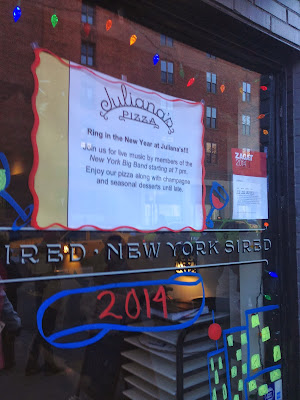 Juliana's
PIZZA
Ring in the New Year at Juliana's!!!
Join us for live music by members of the
New York Big Band starting at 7 pm.
Enjoy our pizza along with champagne
and seasonal desserts until late.
ZAGAT
2014
IRED · NEW YORK SIRED
2014